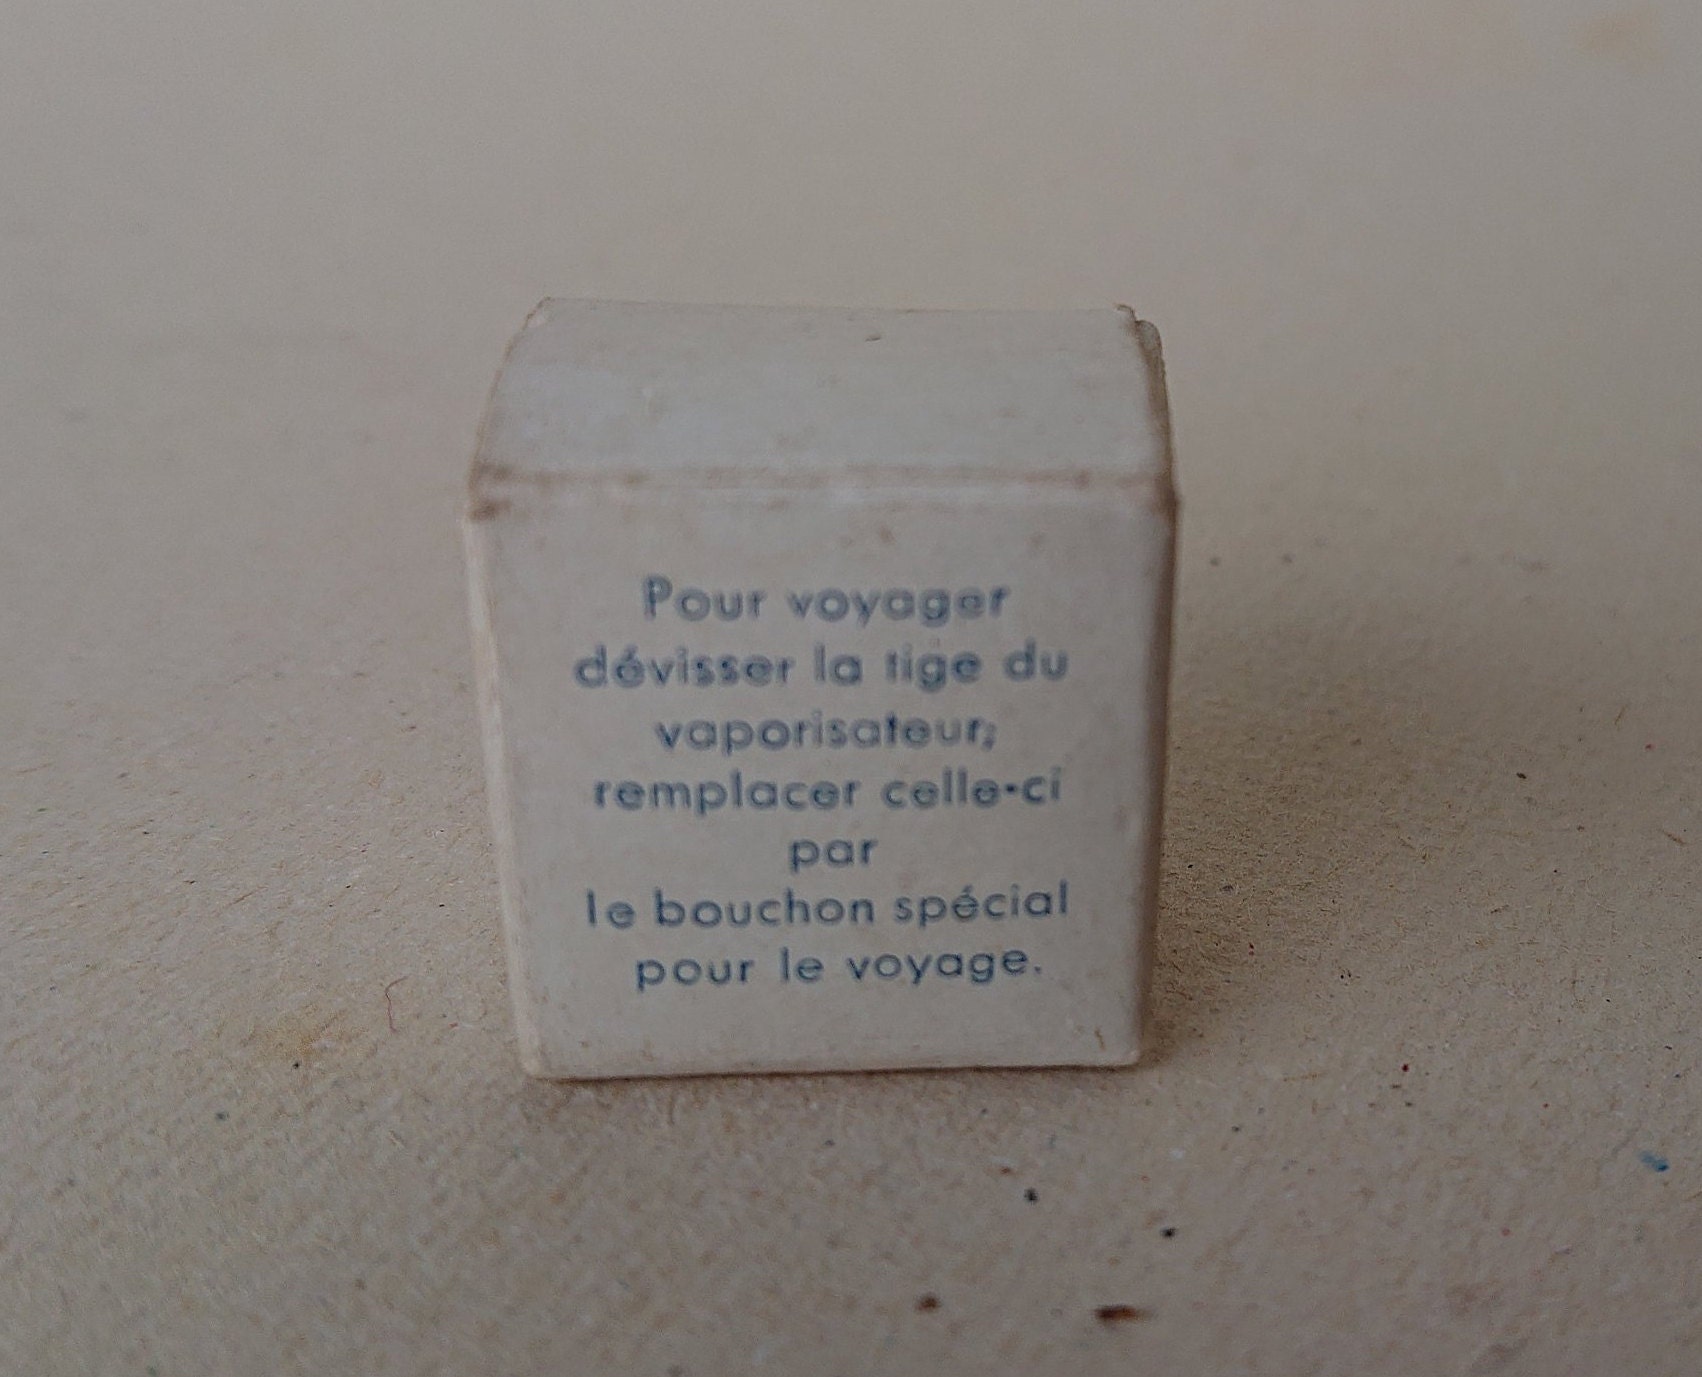 Pour voyager
dévisser la tige du
vaporisateur;
remplacer celle-ci
par
le bouchon spécial
pour le voyage.